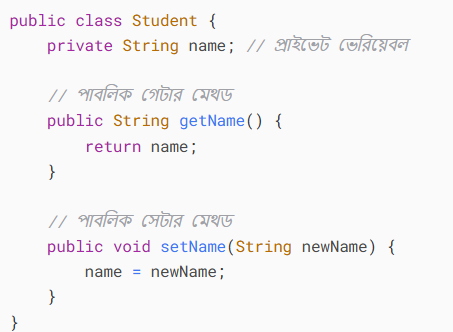 public class Student {
private String name; // প্রাইভেট ভেরিয়েবল
// পাবলিক গেটার মেথড
public String getName() {
return name;
}
// পাবলিক সেটার মেথড
public void setName(String newName) {
name = newName;
}
}